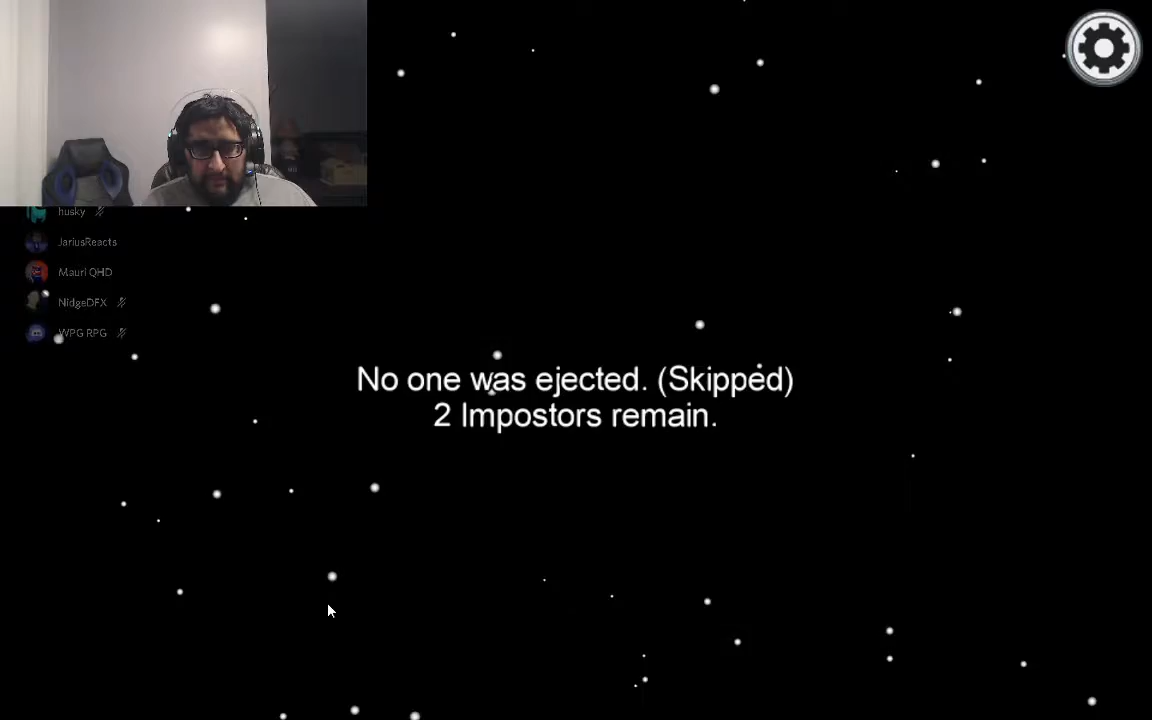 husky
JariusReacts
Mauri QHD
NidgeDFX
WPG RPG
No one was ejected. (Skipped)
2 Impostors remain.